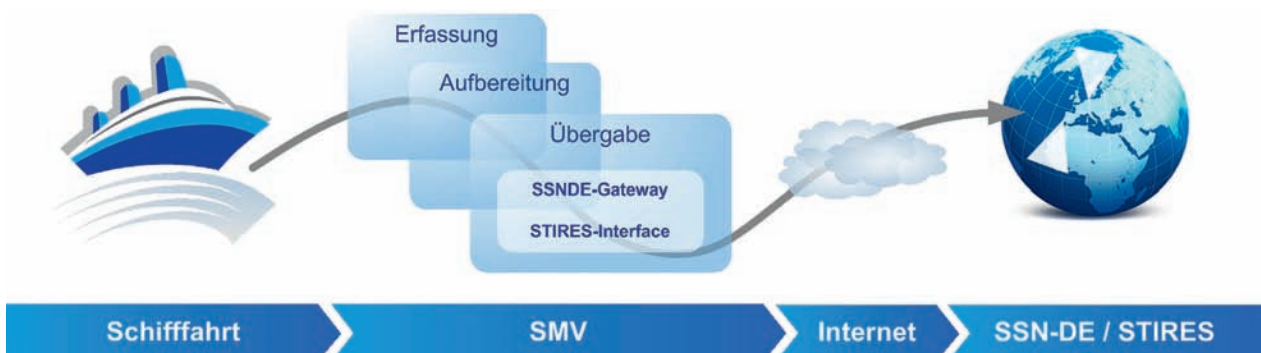 Erfassung
Aufbereitung
Übergabe
SSNDE-Gateway
STIRES-Interface
Schifffahrt
SMV
Internet
SSN-DE / STIRES